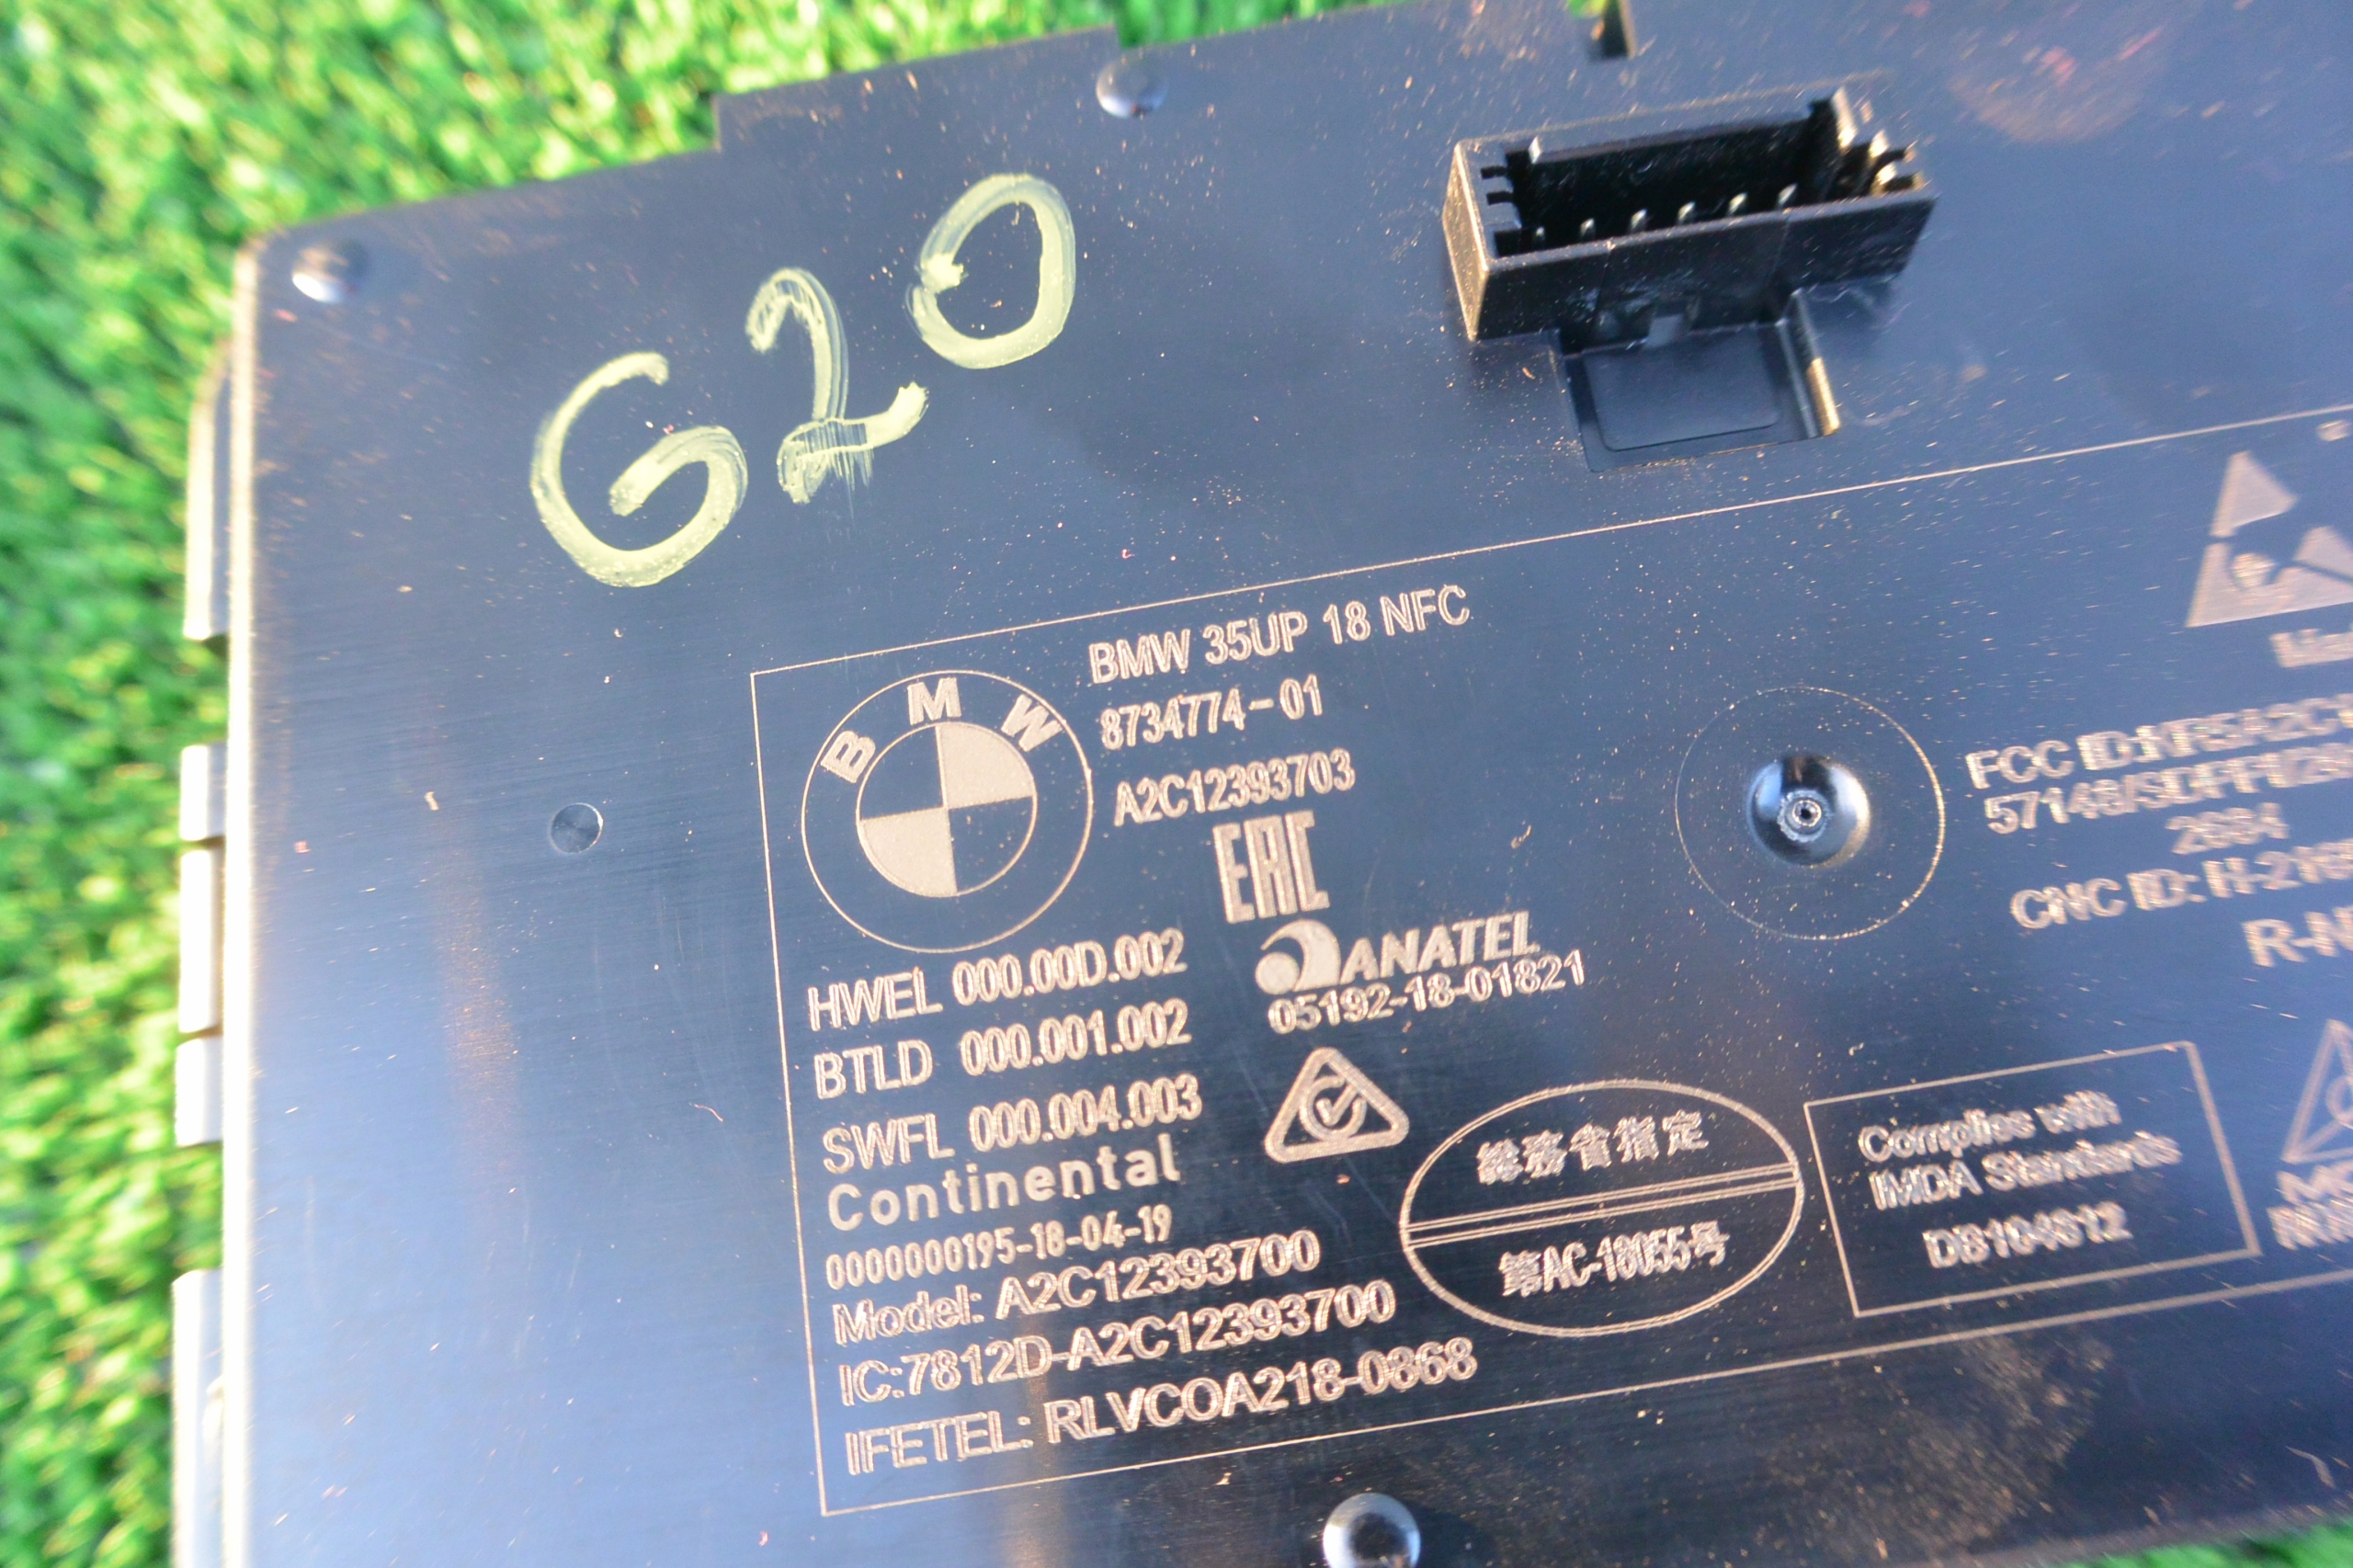 G20
BMW 35UP 18 NFC
8734774-01
A2C12393703
BMW
EAC
ANATEL
05192-18-01821
HWEL 000.00D.002
BTLD 000.001.002
SWFL 000.004.003
Continental
0000000195-18-04-19
Model: A2C12393700
IC:7812D-A2C12393700
IFETEL: RLVCOA218-0868
総務省指定
第AC-18055号
Complies with
IMDA Standards
DB104612
FCC ID:
2884
CNC ID: H-216